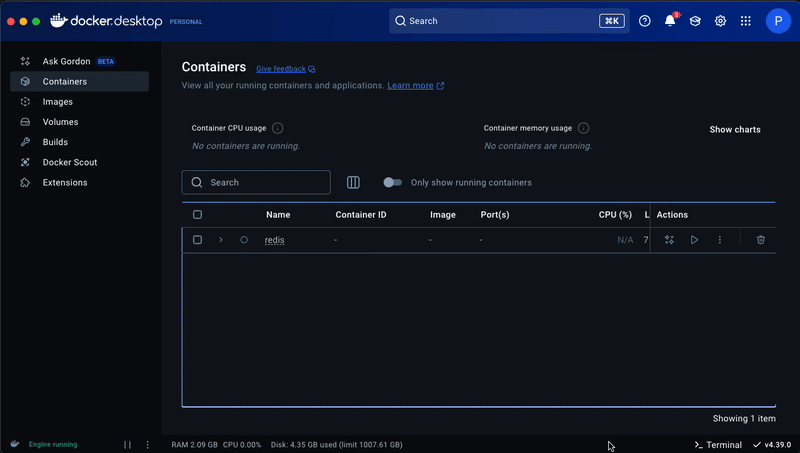 docker.desktop PERSONAL
Search ⌘K
5
P
Ask Gordon BETA
Containers
Images
Volumes
Builds
Docker Scout
Extensions
Containers Give feedback
View all your running containers and applications. Learn more
Container CPU usage
No containers are running.
Container memory usage
No containers are running.
Show charts
Search
Only show running containers
Name Container ID Image Port(s) CPU (%) L Actions
redis - - - N/A 7
Showing 1 item
Engine running
RAM 2.09 GB CPU 0.00% Disk: 4.35 GB used (limit 1007.61 GB)
Terminal v4.39.0